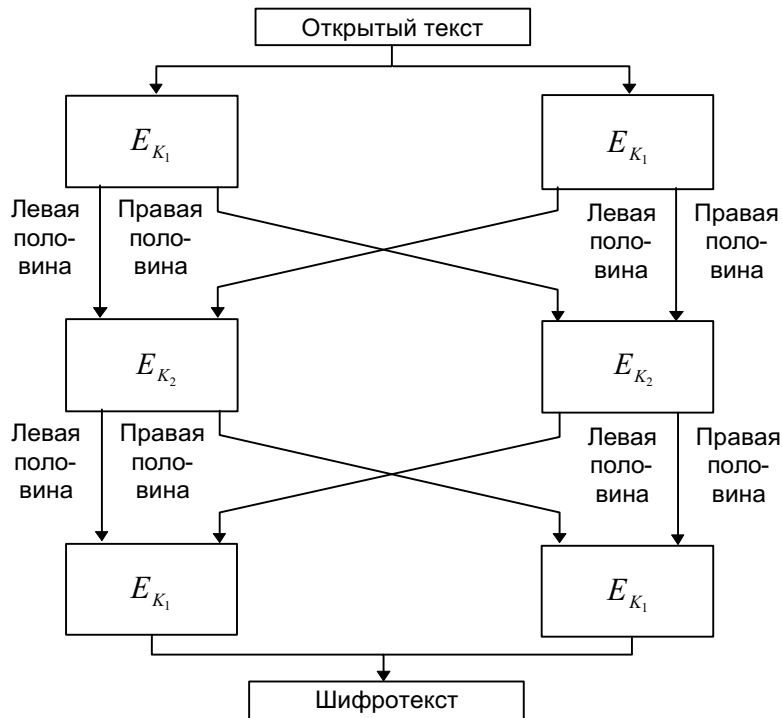 Открытый текст
E_{K_1}
E_{K_1}
Левая
поло-
вина
Правая
поло-
вина
Левая
поло-
вина
Правая
поло-
вина
E_{K_2}
E_{K_2}
Левая
поло-
вина
Правая
поло-
вина
Левая
поло-
вина
Правая
поло-
вина
E_{K_1}
E_{K_1}
Шифротекст